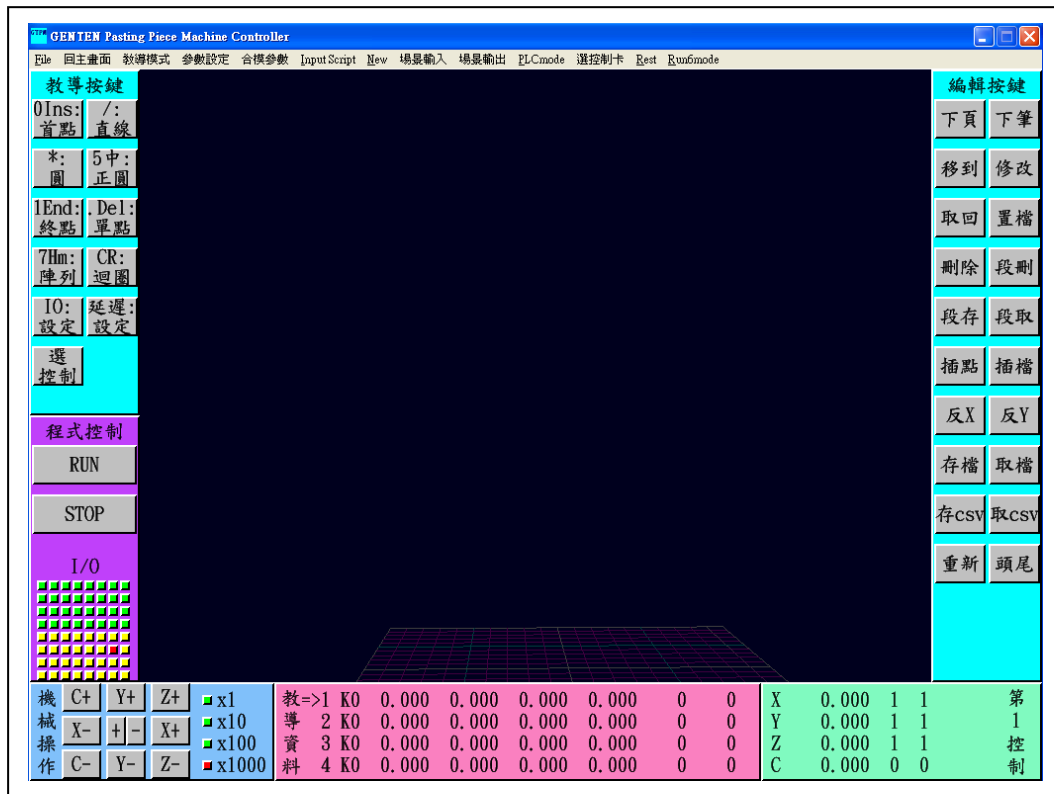 GTPM GENTEN Pasting Piece Machine Controller
File 回主畫面 教導模式 參數設定 合模參數 Input Script New 場景輸入 場景輸出 PLCmode 選控制卡 Rest Run6mode
教導按鍵
0Ins: /:
首點 直線
*: 5中:
圓 正圓
1End: .Del:
終點 單點
7Hm: CR:
陣列 迴圈
IO: 延遲:
設定 設定
選
控制
程式控制
RUN
STOP
I/O
編輯按鍵
下頁 下筆
移到 修改
取回 置檔
刪除 段刪
段存 段取
插點 插檔
反X 反Y
存檔 取檔
存csv 取csv
重新 頭尾
機械操作
C+ Y+ Z+
X- + - X+
C- Y- Z-
x1
x10
x100
x1000
教=>1 K0 0.000 0.000 0.000 0.000 0 0
導 2 K0 0.000 0.000 0.000 0.000 0 0
資 3 K0 0.000 0.000 0.000 0.000 0 0
料 4 K0 0.000 0.000 0.000 0.000 0 0
X 0.000 1 1
Y 0.000 1 1
Z 0.000 1 1
C 0.000 0 0
第1控制